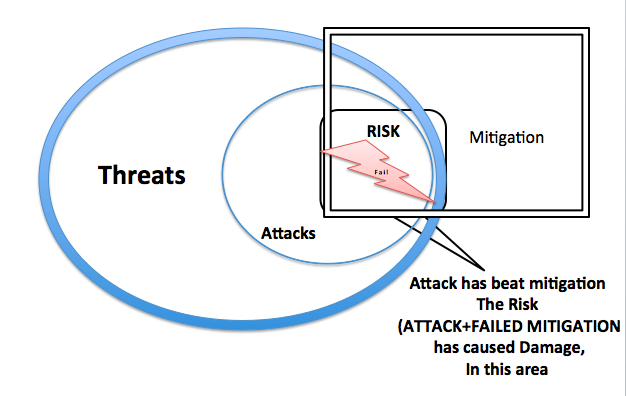 RISK
Mitigation
Fail
Threats
Attacks
Attack has beat mitigation
The Risk
(ATTACK+FAILED MITIGATION
has caused Damage,
In this area